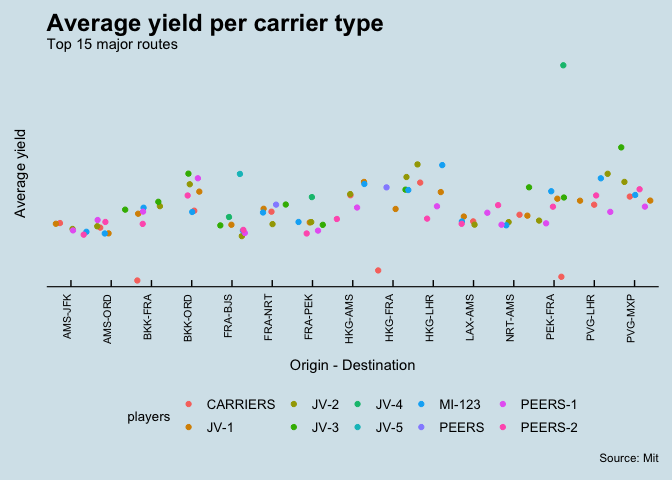 Average yield per carrier type
Top 15 major routes
Average yield
AMS-JFK
AMS-ORD
BKK-FRA
BKK-ORD
FRA-BJS
FRA-NRT
FRA-PEK
HKG-AMS
HKG-FRA
HKG-LHR
LAX-AMS
NRT-AMS
PEK-FRA
PVG-LHR
PVG-MXP
Origin - Destination
players
CARRIERS JV-2 JV-4 MI-123 PEERS-1
JV-1 JV-3 JV-5 PEERS PEERS-2
Source: Mit